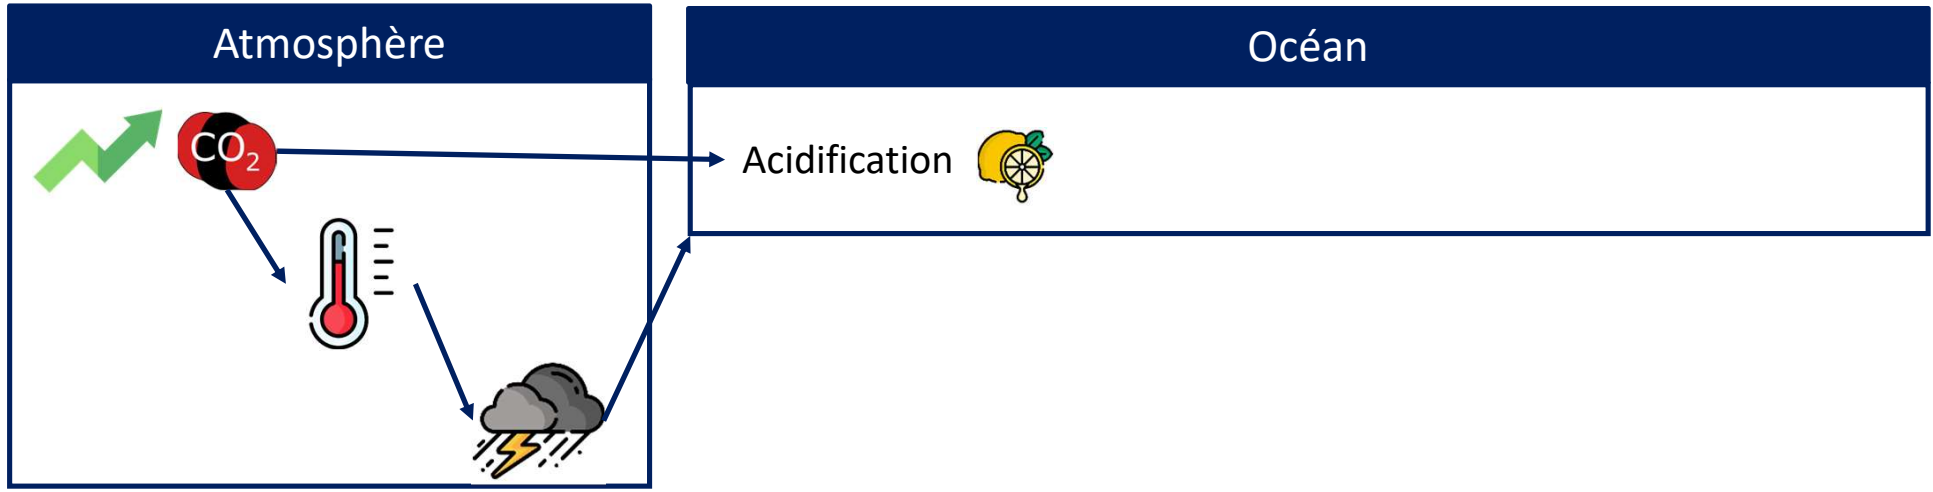 Atmosphère
Océan
CO₂
Acidification